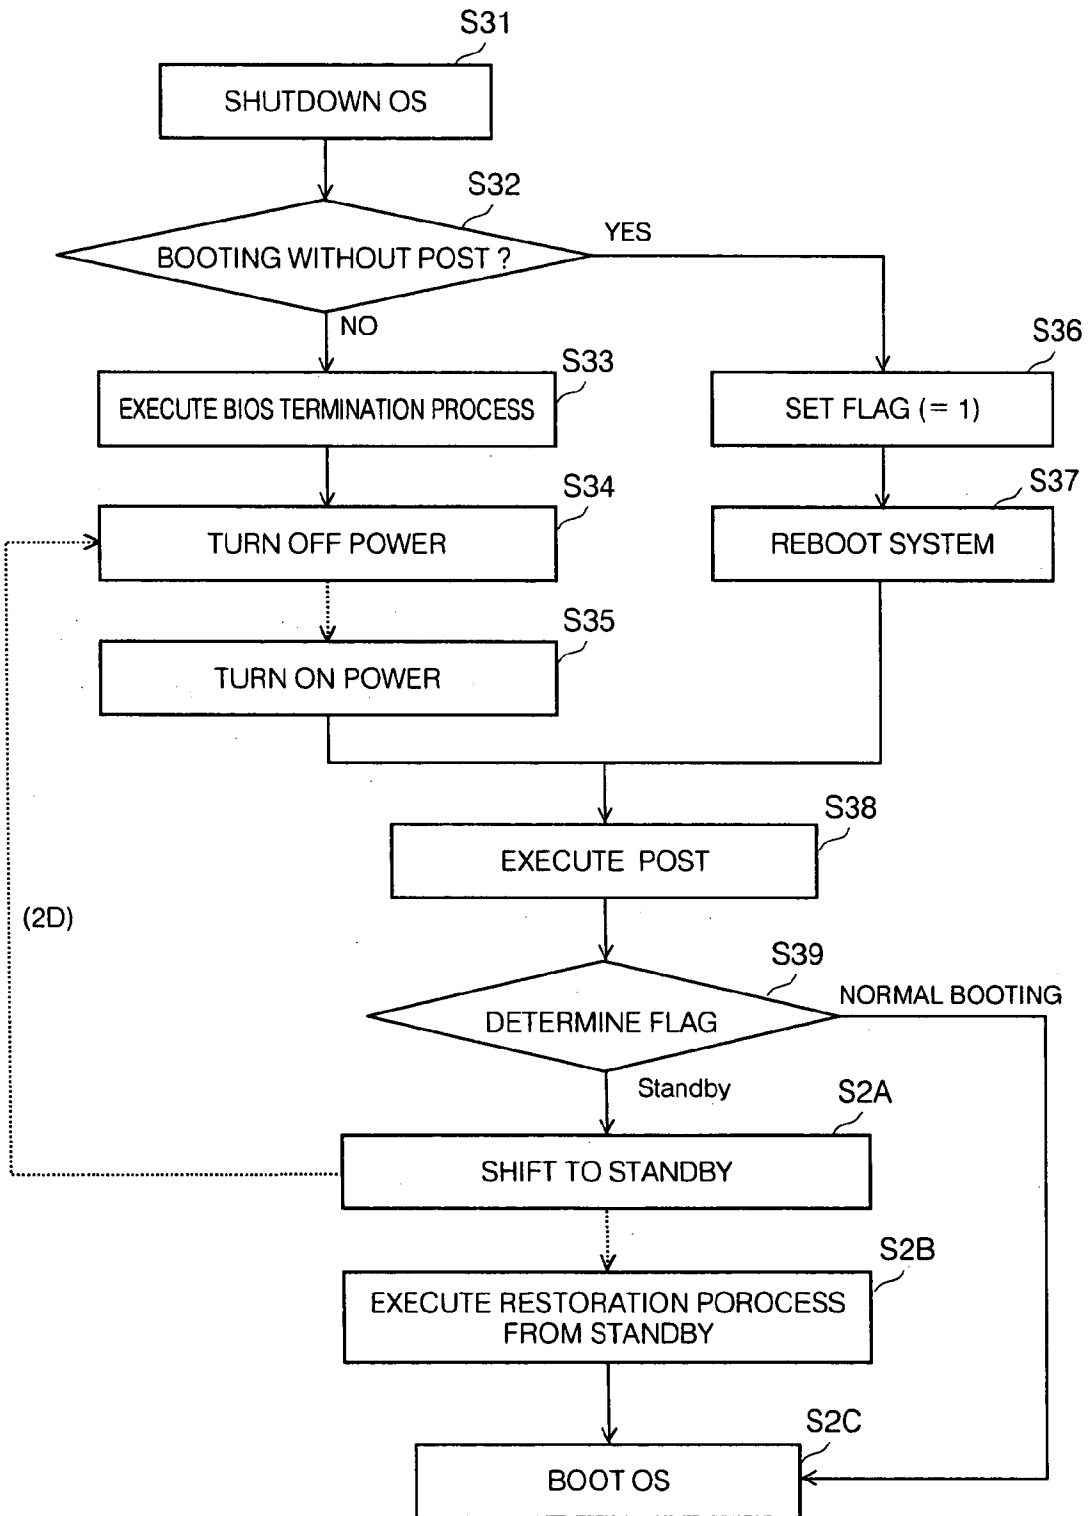 S31
SHUTDOWN OS
S32
BOOTING WITHOUT POST ?
YES
NO
S33
EXECUTE BIOS TERMINATION PROCESS
S36
SET FLAG (= 1)
S34
TURN OFF POWER
S37
REBOOT SYSTEM
S35
TURN ON POWER
S38
EXECUTE POST
(2D)
S39
DETERMINE FLAG
NORMAL BOOTING
Standby
S2A
SHIFT TO STANDBY
S2B
EXECUTE RESTORATION POROCESS
FROM STANDBY
S2C
BOOT OS